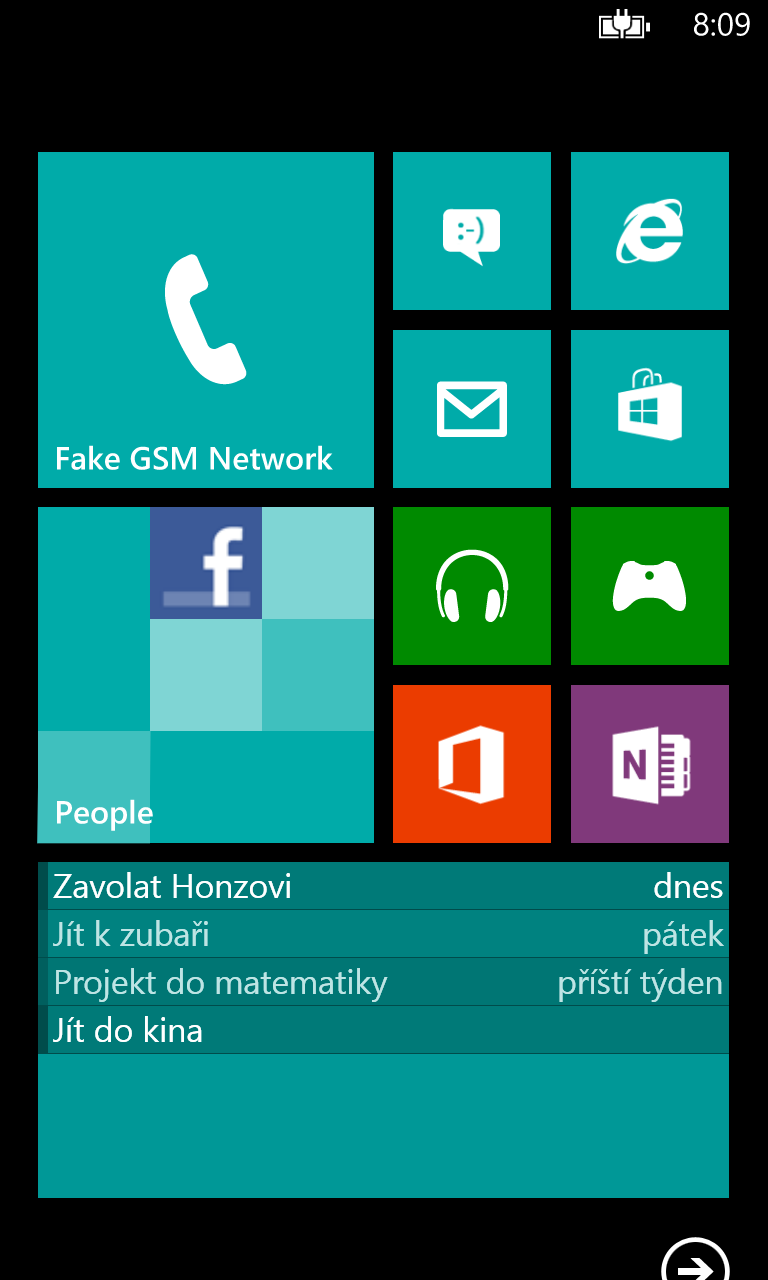 8:09
:-)
Fake GSM Network
f
People
N
Zavolat Honzovi dnes
Jít k zubaři pátek
Projekt do matematiky příští týden
Jít do kina